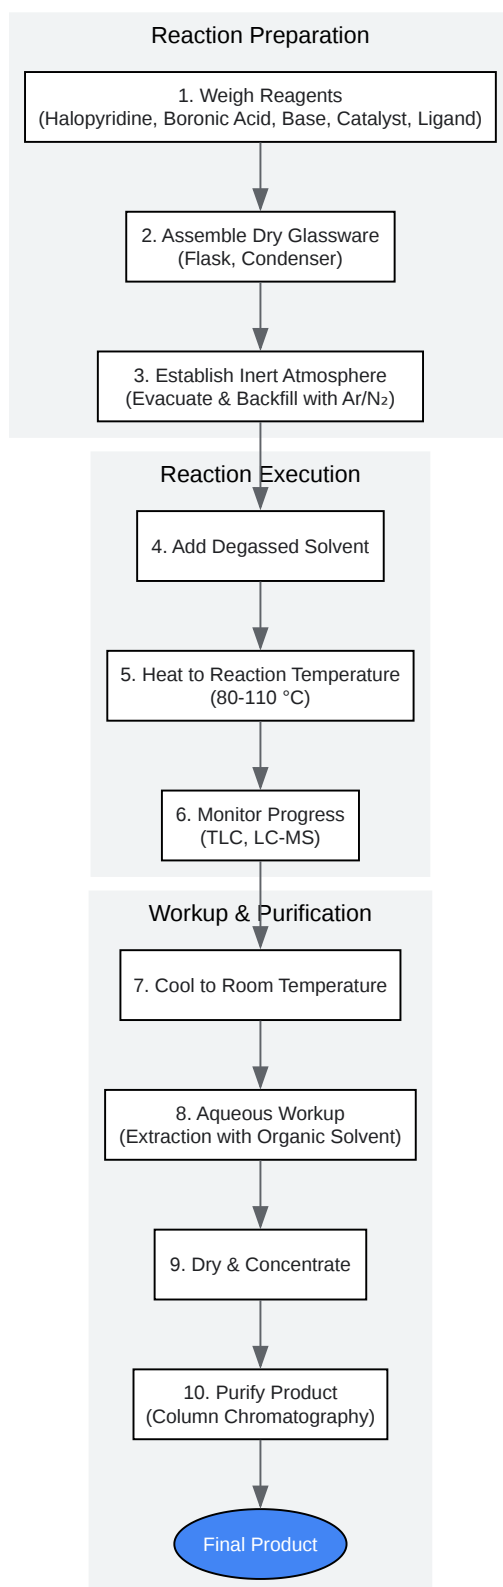 Reaction Preparation
1. Weigh Reagents
(Halopyridine, Boronic Acid, Base, Catalyst, Ligand)
2. Assemble Dry Glassware
(Flask, Condenser)
3. Establish Inert Atmosphere
(Evacuate & Backfill with Ar/N₂)
Reaction Execution
4. Add Degassed Solvent
5. Heat to Reaction Temperature
(80-110 °C)
6. Monitor Progress
(TLC, LC-MS)
Workup & Purification
7. Cool to Room Temperature
8. Aqueous Workup
(Extraction with Organic Solvent)
9. Dry & Concentrate
10. Purify Product
(Column Chromatography)
Final Product